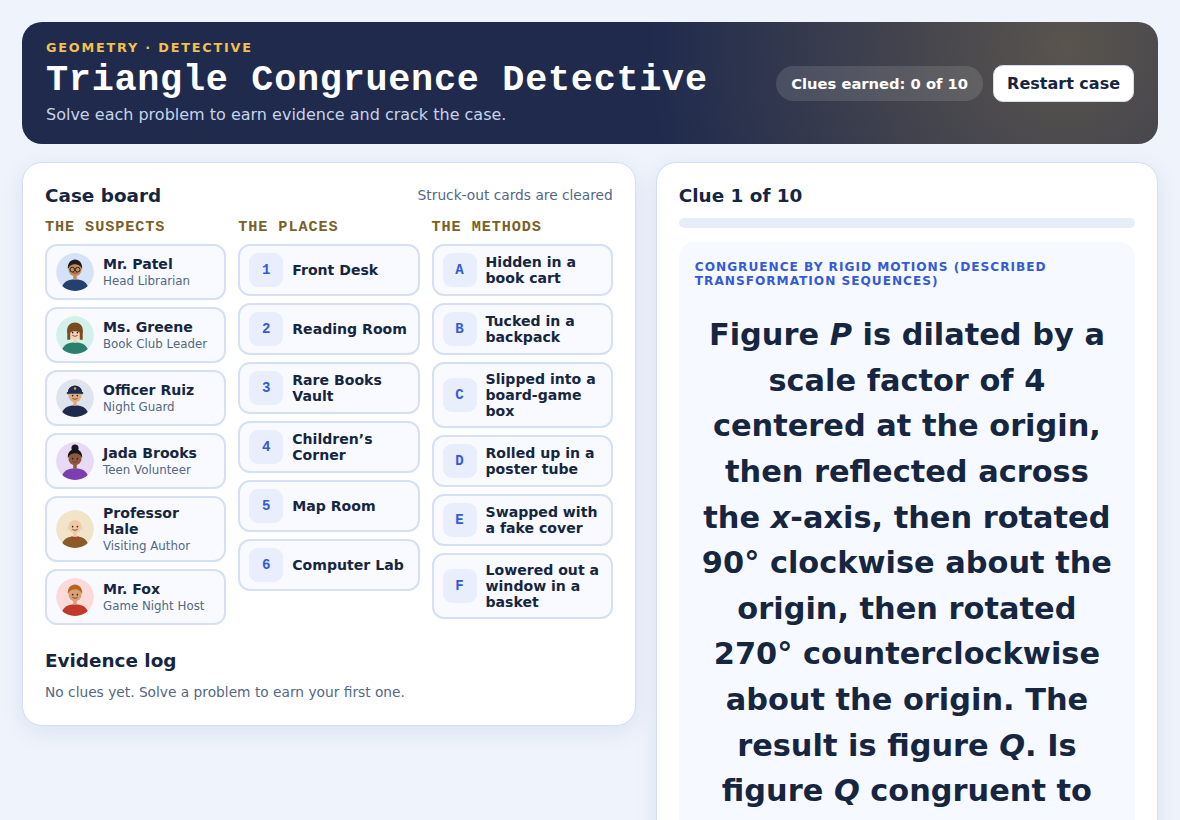 GEOMETRY · DETECTIVE
Triangle Congruence Detective
Solve each problem to earn evidence and crack the case.
Clues earned: 0 of 10
Restart case
Case board
Struck-out cards are cleared
THE SUSPECTS
Mr. Patel
Head Librarian
Ms. Greene
Book Club Leader
Officer Ruiz
Night Guard
Jada Brooks
Teen Volunteer
Professor
Hale
Visiting Author
Mr. Fox
Game Night Host
THE PLACES
1
Front Desk
2
Reading Room
3
Rare Books
Vault
4
Children’s
Corner
5
Map Room
6
Computer Lab
THE METHODS
A
Hidden in a
book cart
B
Tucked in a
backpack
C
Slipped into a
board-game
box
D
Rolled up in a
poster tube
E
Swapped with
a fake cover
F
Lowered out a
window in a
basket
Evidence log
No clues yet. Solve a problem to earn your first one.
Clue 1 of 10
CONGRUENCE BY RIGID MOTIONS (DESCRIBED
TRANSFORMATION SEQUENCES)
Figure P is dilated by a
scale factor of 4
centered at the origin,
then reflected across
the x-axis, then rotated
90° clockwise about the
origin, then rotated
270° counterclockwise
about the origin. The
result is figure Q. Is
figure Q congruent to